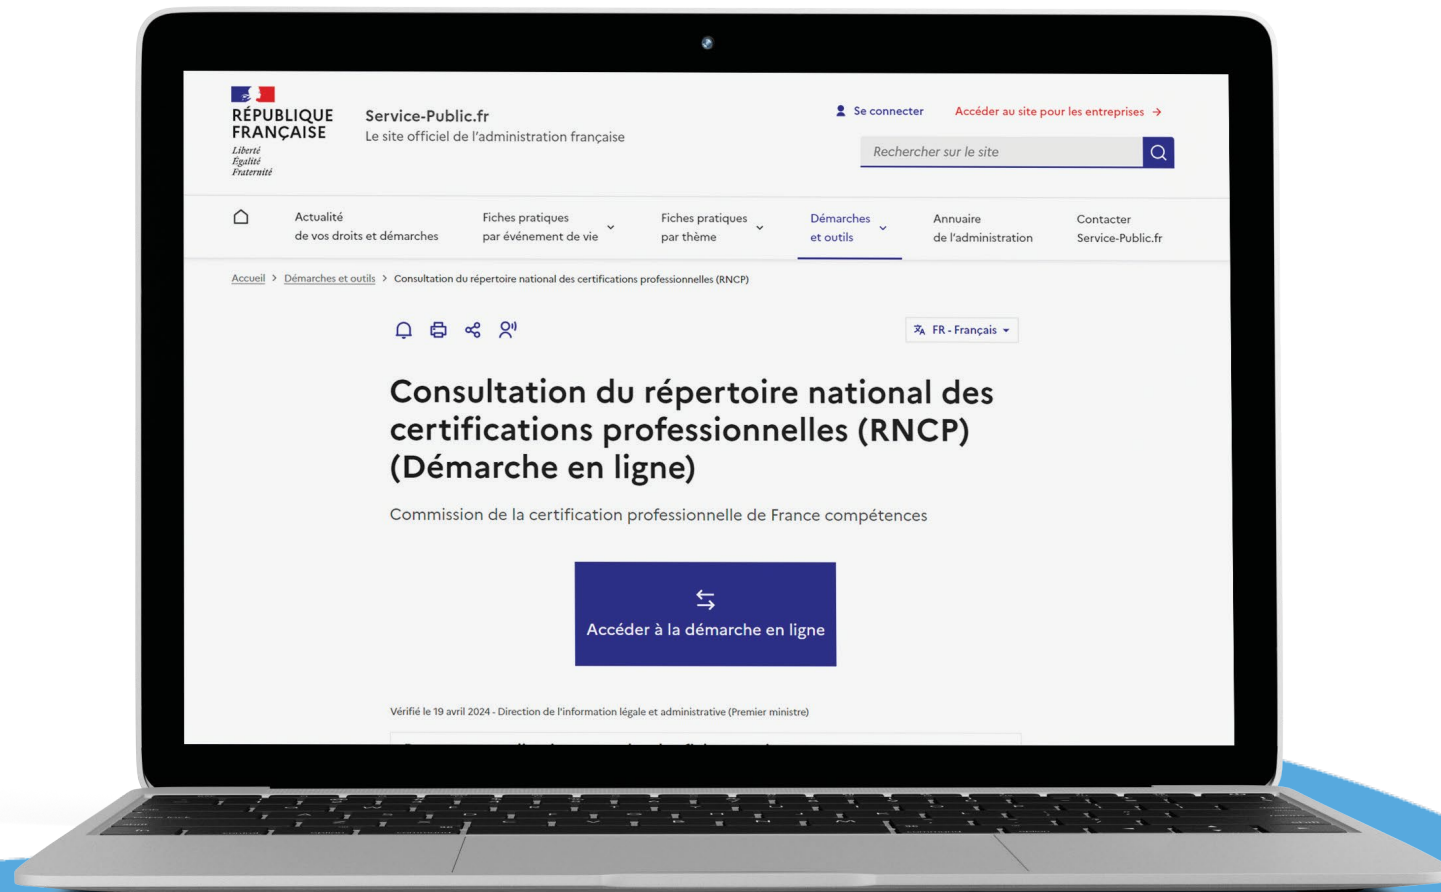 RÉPUBLIQUE
FRANÇAISE
Liberté
Égalité
Fraternité
Service-Public.fr
Le site officiel de l'administration française
Se connecter
Accéder au site pour les entreprises →
Rechercher sur le site
Actualité
de vos droits et démarches
Fiches pratiques
par événement de vie
Fiches pratiques
par thème
Démarches
et outils
Annuaire
de l'administration
Contacter
Service-Public.fr
Accueil > Démarches et outils > Consultation du répertoire national des certifications professionnelles (RNCP)
FR - Français
Consultation du répertoire national des
certifications professionnelles (RNCP)
(Démarche en ligne)
Commission de la certification professionnelle de France compétences
Accéder à la démarche en ligne
Vérifié le 19 avril 2024 - Direction de l'information légale et administrative (Premier ministre)